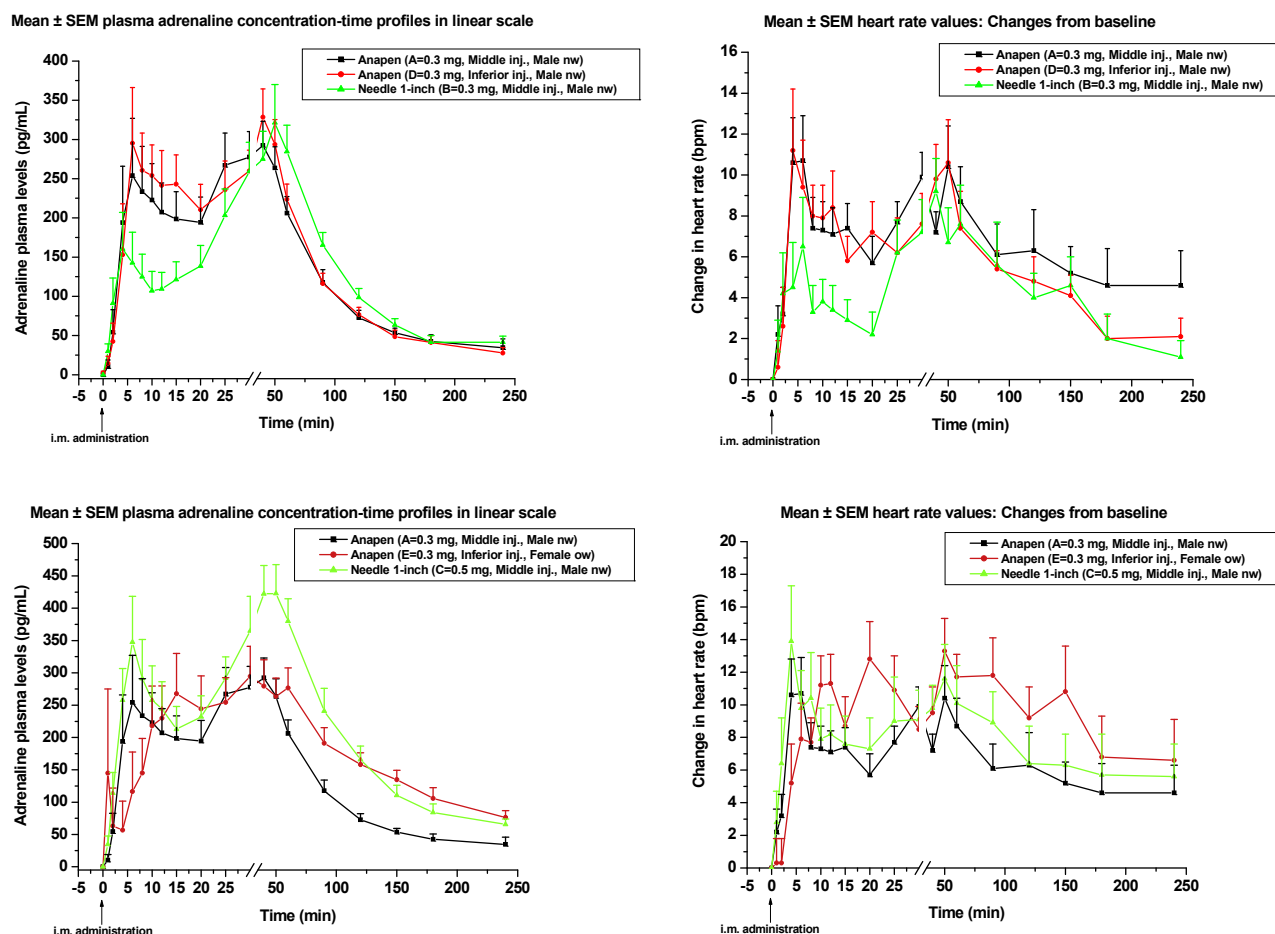 Mean ± SEM plasma adrenaline concentration-time profiles in linear scale
Anapen (A=0.3 mg, Middle inj., Male nw)
Anapen (D=0.3 mg, Inferior inj., Male nw)
Needle 1-inch (B=0.3 mg, Middle inj., Male nw)
Adrenaline plasma levels (pg/mL)
400
350
300
250
200
150
100
50
0
-5 0 5 10 15 20 25 50 100 150 200 250
Time (min)
i.m. administration
Mean ± SEM heart rate values: Changes from baseline
Anapen (A=0.3 mg, Middle inj., Male nw)
Anapen (D=0.3 mg, Inferior inj., Male nw)
Needle 1-inch (B=0.3 mg, Middle inj., Male nw)
Change in heart rate (bpm)
16
14
12
10
8
6
4
2
0
-5 0 5 10 15 20 25 50 100 150 200 250
Time (min)
i.m. administration
Mean ± SEM plasma adrenaline concentration-time profiles in linear scale
Anapen (A=0.3 mg, Middle inj., Male nw)
Anapen (E=0.3 mg, Inferior inj., Female ow)
Needle 1-inch (C=0.5 mg, Middle inj., Male nw)
Adrenaline plasma levels (pg/mL)
500
450
400
350
300
250
200
150
100
50
0
-5 0 5 10 15 20 25 50 100 150 200 250
Time (min)
i.m. administration
Mean ± SEM heart rate values: Changes from baseline
Anapen (A=0.3 mg, Middle inj., Male nw)
Anapen (E=0.3 mg, Inferior inj., Female ow)
Needle 1-inch (C=0.5 mg, Middle inj., Male nw)
Change in heart rate (bpm)
20
18
16
14
12
10
8
6
4
2
0
-5 0 5 10 15 20 25 50 100 150 200 250
Time (min)
i.m. administration